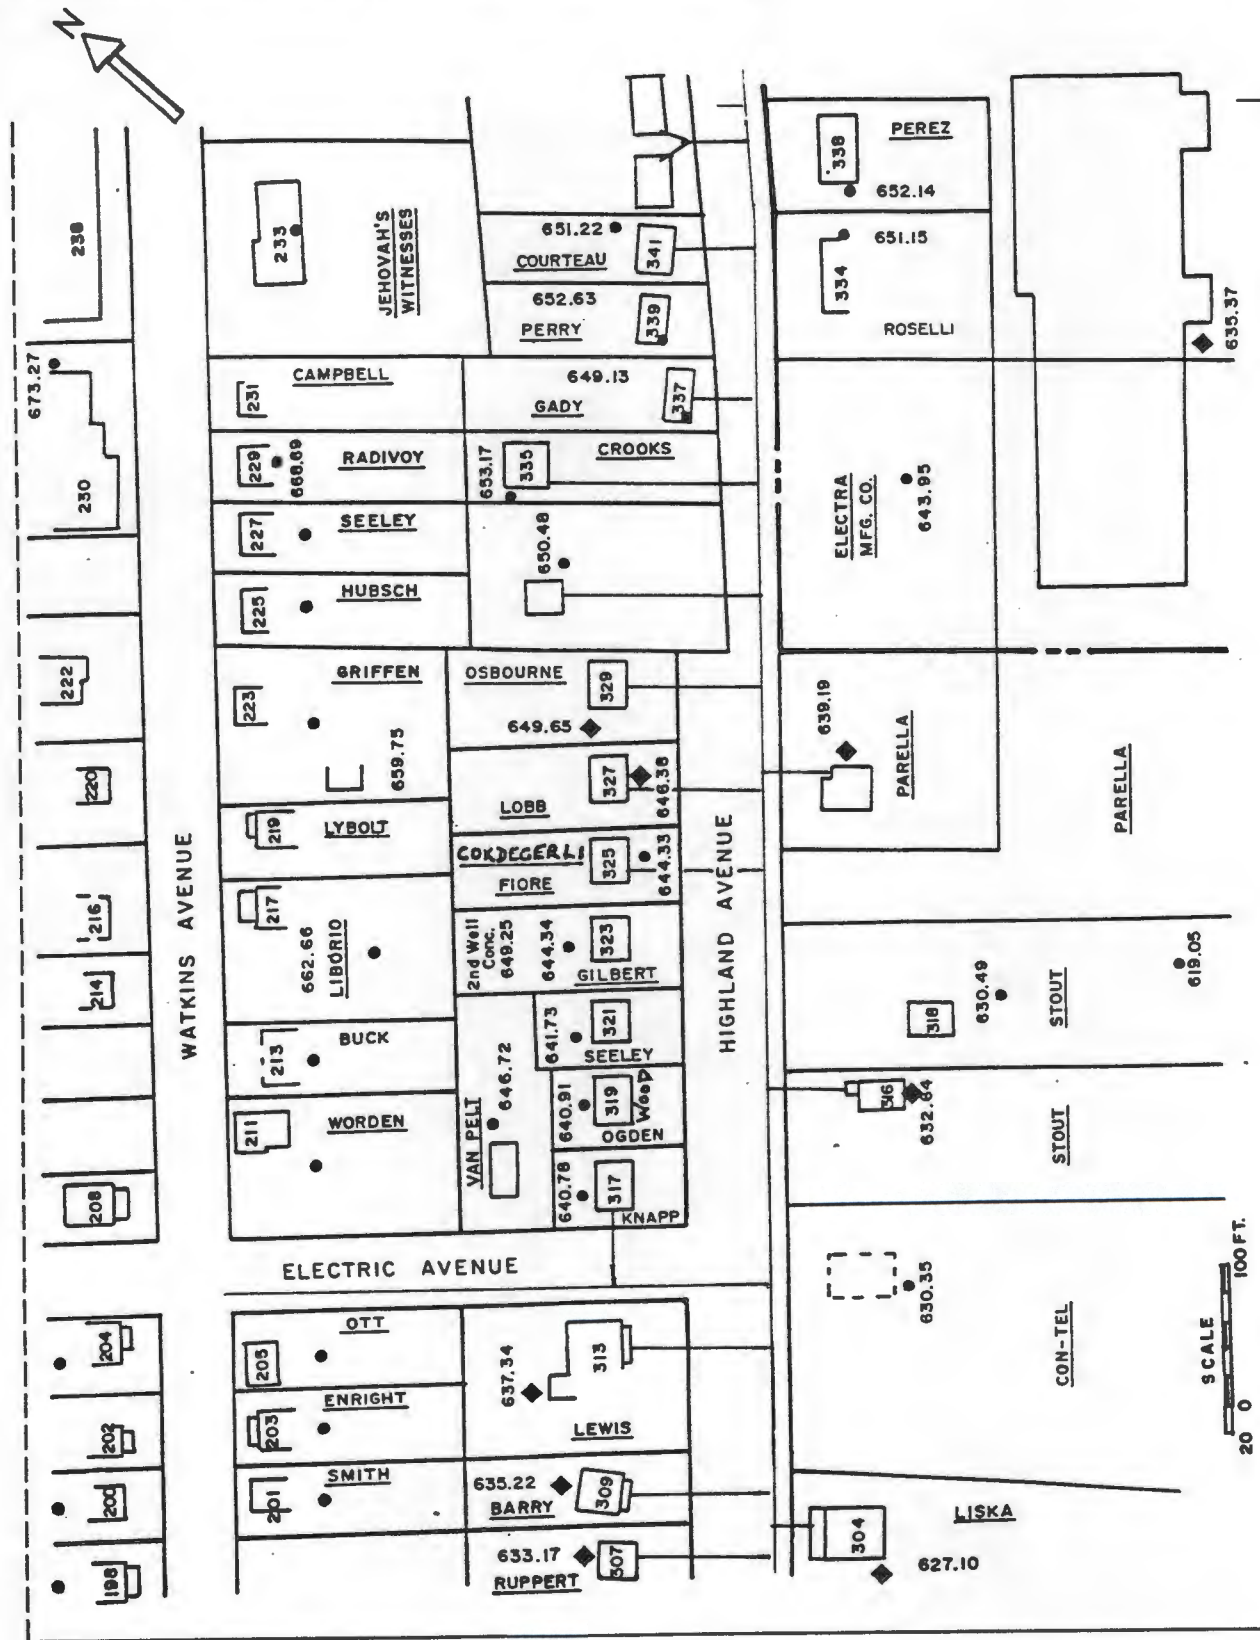 N
238
673.27
230
222
220
216
214
208
204
202
200
198
WATKINS AVENUE
233
JEHOVAH'S
WITNESSES
231
CAMPBELL
229
668.69
RADIVOY
227
SEELEY
225
HUBSCH
223
GRIFFEN
659.75
219
LYBOLT
217
662.66
LIBORIO
213
BUCK
211
WORDEN
ELECTRIC AVENUE
205
OTT
203
ENRIGHT
201
SMITH
651.22
COURTEAU
341
652.63
PERRY
339
649.13
GADY
337
653.17
335
CROOKS
650.48
OSBOURNE
329
649.65
LOBB
327
646.38
COKDEGERLI
FIORE
325
644.33
2nd Well
Conc.
649.25
644.34
323
GILBERT
641.73
321
SEELEY
VAN PELT
646.72
640.91
319
WOOD
OGDEN
640.78
317
KNAPP
637.34
313
LEWIS
635.22
BARRY
309
633.17
RUPPERT
307
HIGHLAND AVENUE
338
PEREZ
652.14
651.15
334
ROSELLI
635.37
ELECTRA
MFG. CO.
643.95
639.19
PARELLA
PARELLA
318
630.49
STOUT
619.05
316
632.64
STOUT
630.35
CON-TEL
304
LISKA
627.10
SCALE
20 0 100 FT.